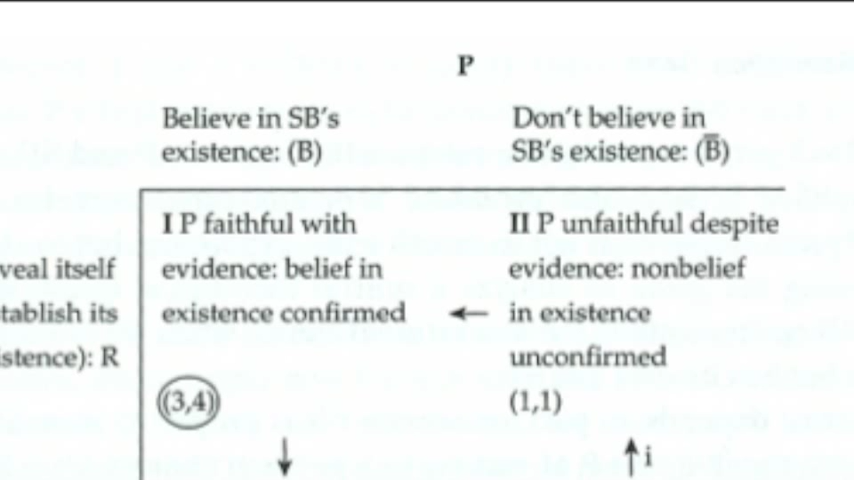 P
Believe in SB's Don't believe in
existence: (B) SB's existence: (B̅)
I P faithful with II P unfaithful despite
veal itself evidence: belief in evidence: nonbelief
tablish its existence confirmed ← in existence
istence): R unconfirmed
(3,4) (1,1)
↓ ↑ i